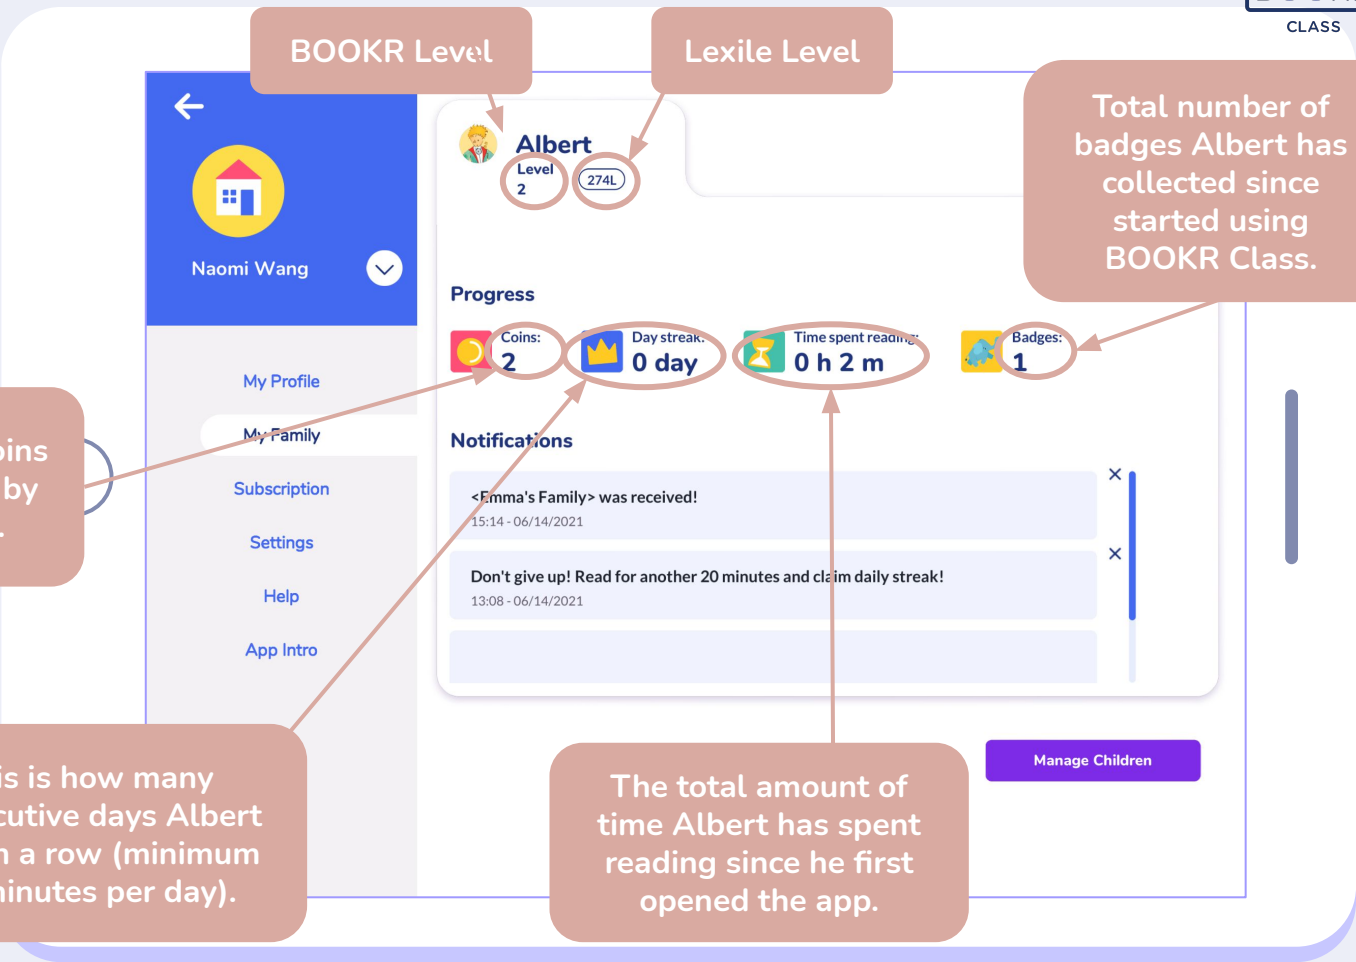 CLASS
BOOKR Level
Lexile Level
Total number of
badges Albert has
collected since
started using
BOOKR Class.
Naomi Wang
My Profile
My Family
Subscription
Settings
Help
App Intro
Albert
Level
2
274L
Progress
Coins:
2
Day streak:
0 day
Time spent reading:
0 h 2 m
Badges:
1
Notifications
<Emma's Family> was received!
15:14 - 06/14/2021
Don't give up! Read for another 20 minutes and claim daily streak!
13:08 - 06/14/2021
by
.
is how many
days Albert
a row (minimum
per day).
The total amount of
time Albert has spent
reading since he first
opened the app.
Manage Children